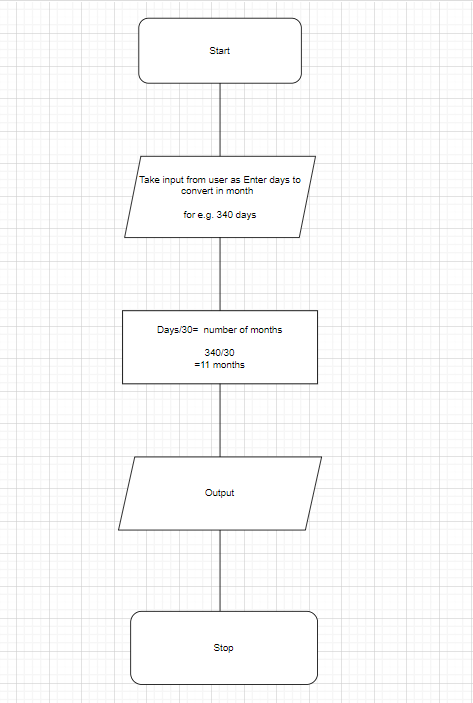 Start
Take input from user as Enter days to
convert in month
for e.g. 340 days
Days/30= number of months
340/30
=11 months
Output
Stop